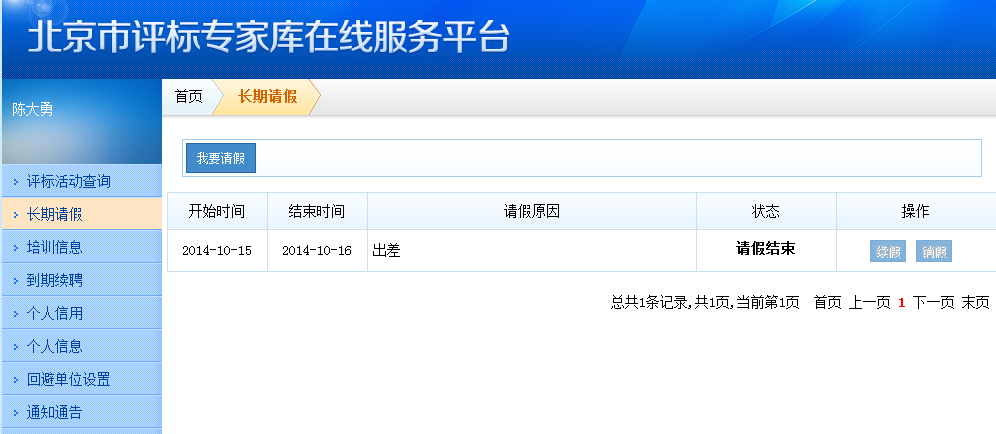 北京市评标专家库在线服务平台
陈大勇
首页 长期请假
我要请假
评标活动查询
长期请假
培训信息
到期续聘
个人信用
个人信息
回避单位设置
通知通告
开始时间 结束时间 请假原因 状态 操作
2014-10-15 2014-10-16 出差 请假结束 续假 销假
总共1条记录,共1页,当前第1页 首页 上一页 1 下一页 末页